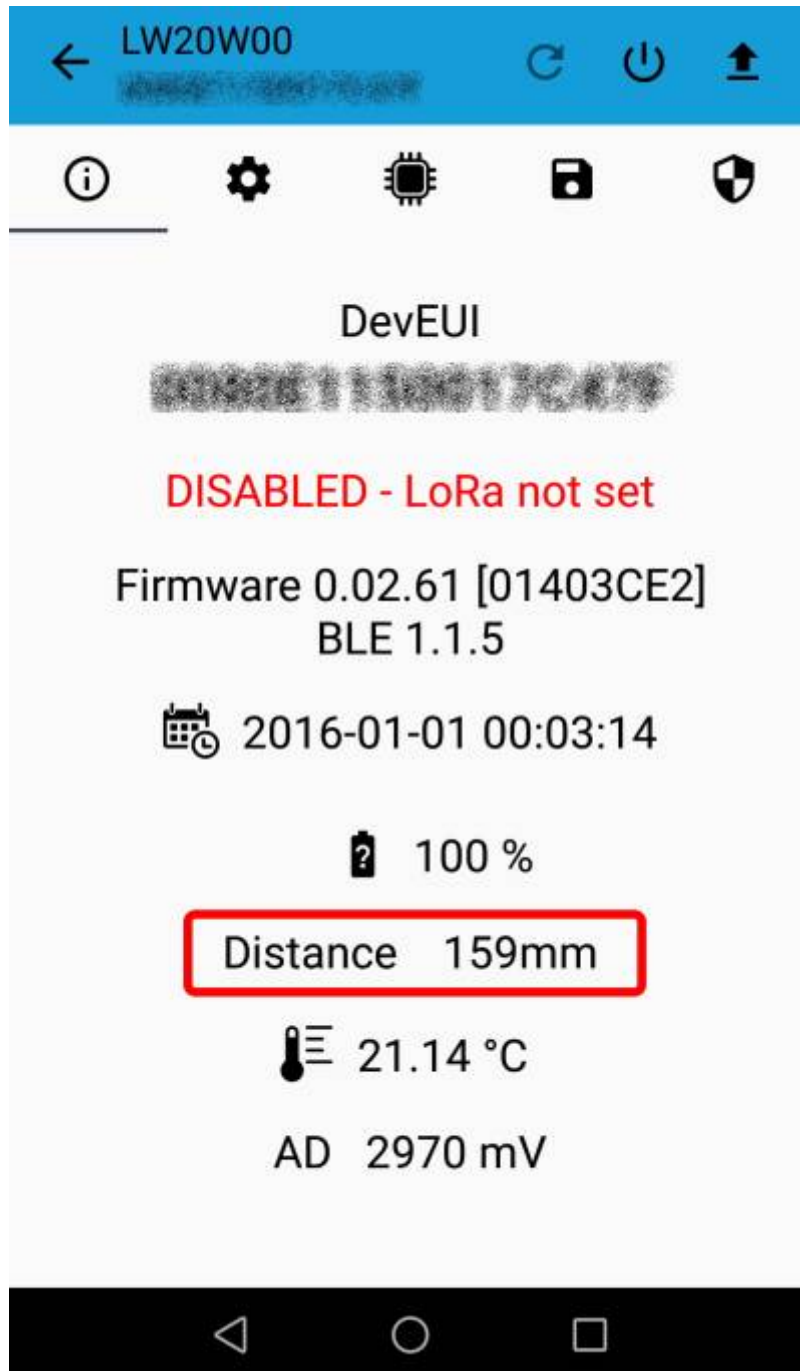 LW20W00
DevEUI
DISABLED - LoRa not set
Firmware 0.02.61 [01403CE2]
BLE 1.1.5
2016-01-01 00:03:14
100 %
Distance 159mm
21.14 °C
AD 2970 mV